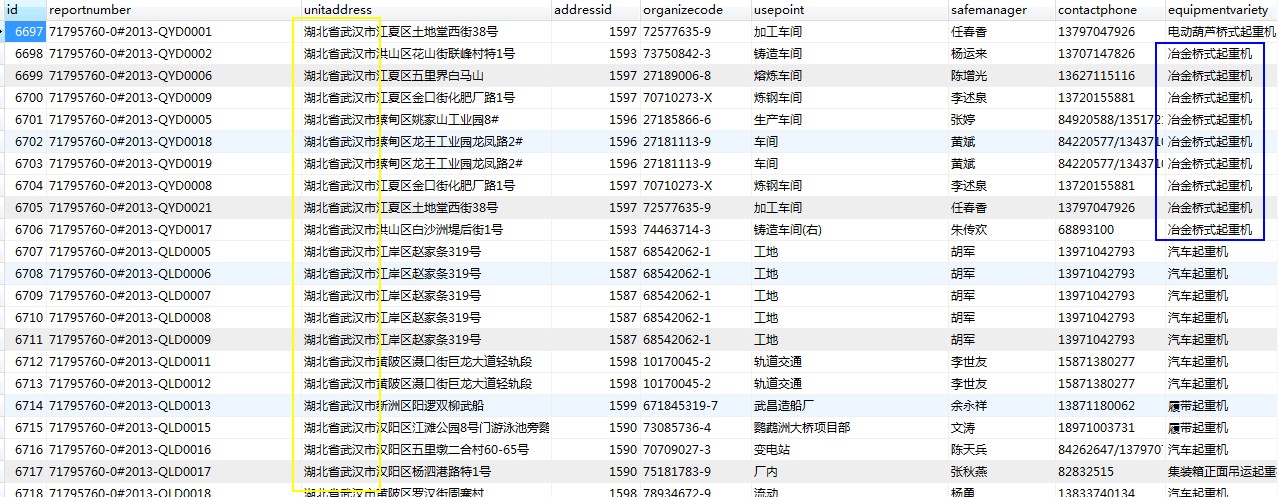 id reportnumber unitaddress addressid organizecode usepoint safemanager contactphone equipmentvariety
6697 71795760-0#2013-QYD0001 湖北省武汉市江夏区土地堂西街38号 1597 72577635-9 加工车间 任春香 13797047926 电动葫芦桥式起重机
6698 71795760-0#2013-QYD0002 湖北省武汉市洪山区花山街联峰村特1号 1593 73750842-3 铸造车间 杨运来 13707147826 冶金桥式起重机
6699 71795760-0#2013-QYD0006 湖北省武汉市江夏区五里界白马山 1597 27189006-8 熔炼车间 陈增光 13627115116 冶金桥式起重机
6700 71795760-0#2013-QYD0009 湖北省武汉市江夏区金口街化肥厂路1号 1597 70710273-X 炼钢车间 李述泉 13720155881 冶金桥式起重机
6701 71795760-0#2013-QYD0005 湖北省武汉市蔡甸区姚家山工业园8# 1596 27185866-6 生产车间 张婷 84920588/135172 冶金桥式起重机
6702 71795760-0#2013-QYD0018 湖北省武汉市蔡甸区龙王工业园龙凤路2# 1596 27181113-9 车间 黄斌 84220577/134371 冶金桥式起重机
6703 71795760-0#2013-QYD0019 湖北省武汉市蔡甸区龙王工业园龙凤路2# 1596 27181113-9 车间 黄斌 84220577/134371 冶金桥式起重机
6704 71795760-0#2013-QYD0008 湖北省武汉市江夏区金口街化肥厂路1号 1597 70710273-X 炼钢车间 李述泉 13720155881 冶金桥式起重机
6705 71795760-0#2013-QYD0021 湖北省武汉市江夏区土地堂西街38号 1597 72577635-9 加工车间 任春香 13797047926 冶金桥式起重机
6706 71795760-0#2013-QYD0017 湖北省武汉市洪山区白沙洲堤后街1号 1593 74463714-3 铸造车间(右) 朱传欢 68893100 冶金桥式起重机
6707 71795760-0#2013-QLD0005 湖北省武汉市江岸区赵家条319号 1587 68542062-1 工地 胡军 13971042793 汽车起重机
6708 71795760-0#2013-QLD0006 湖北省武汉市江岸区赵家条319号 1587 68542062-1 工地 胡军 13971042793 汽车起重机
6709 71795760-0#2013-QLD0007 湖北省武汉市江岸区赵家条319号 1587 68542062-1 工地 胡军 13971042793 汽车起重机
6710 71795760-0#2013-QLD0008 湖北省武汉市江岸区赵家条319号 1587 68542062-1 工地 胡军 13971042793 汽车起重机
6711 71795760-0#2013-QLD0009 湖北省武汉市江岸区赵家条319号 1587 68542062-1 工地 胡军 13971042793 汽车起重机
6712 71795760-0#2013-QLD0011 湖北省武汉市黄陂区滠口街巨龙大道轻轨段 1598 10170045-2 轨道交通 李世友 15871380277 汽车起重机
6713 71795760-0#2013-QLD0012 湖北省武汉市黄陂区滠口街巨龙大道轻轨段 1598 10170045-2 轨道交通 李世友 15871380277 汽车起重机
6714 71795760-0#2013-QLD0013 湖北省武汉市新洲区阳逻双柳武船 1599 671845319-7 武昌造船厂 余永祥 13871180062 履带起重机
6715 71795760-0#2013-QLD0015 湖北省武汉市汉阳区江滩公园8号门游泳池旁鹦 1590 73085736-4 鹦鹉洲大桥项目部 文涛 18971003731 履带起重机
6716 71795760-0#2013-QLD0016 湖北省武汉市汉阳区五里墩二合村60-65号 1590 70709027-3 变电站 陈天兵 84262647/139707 汽车起重机
6717 71795760-0#2013-QLD0017 湖北省武汉市汉阳区杨泗港路特1号 1590 75181783-9 厂内 张秋燕 82832515 集装箱正面吊运起重
6718 71795760-0#2013-QLD0018 湖北省武汉市黄陂区罗汉街周寨村 1598 78934672-9 流动 杨勇 13833740134 汽车起重机